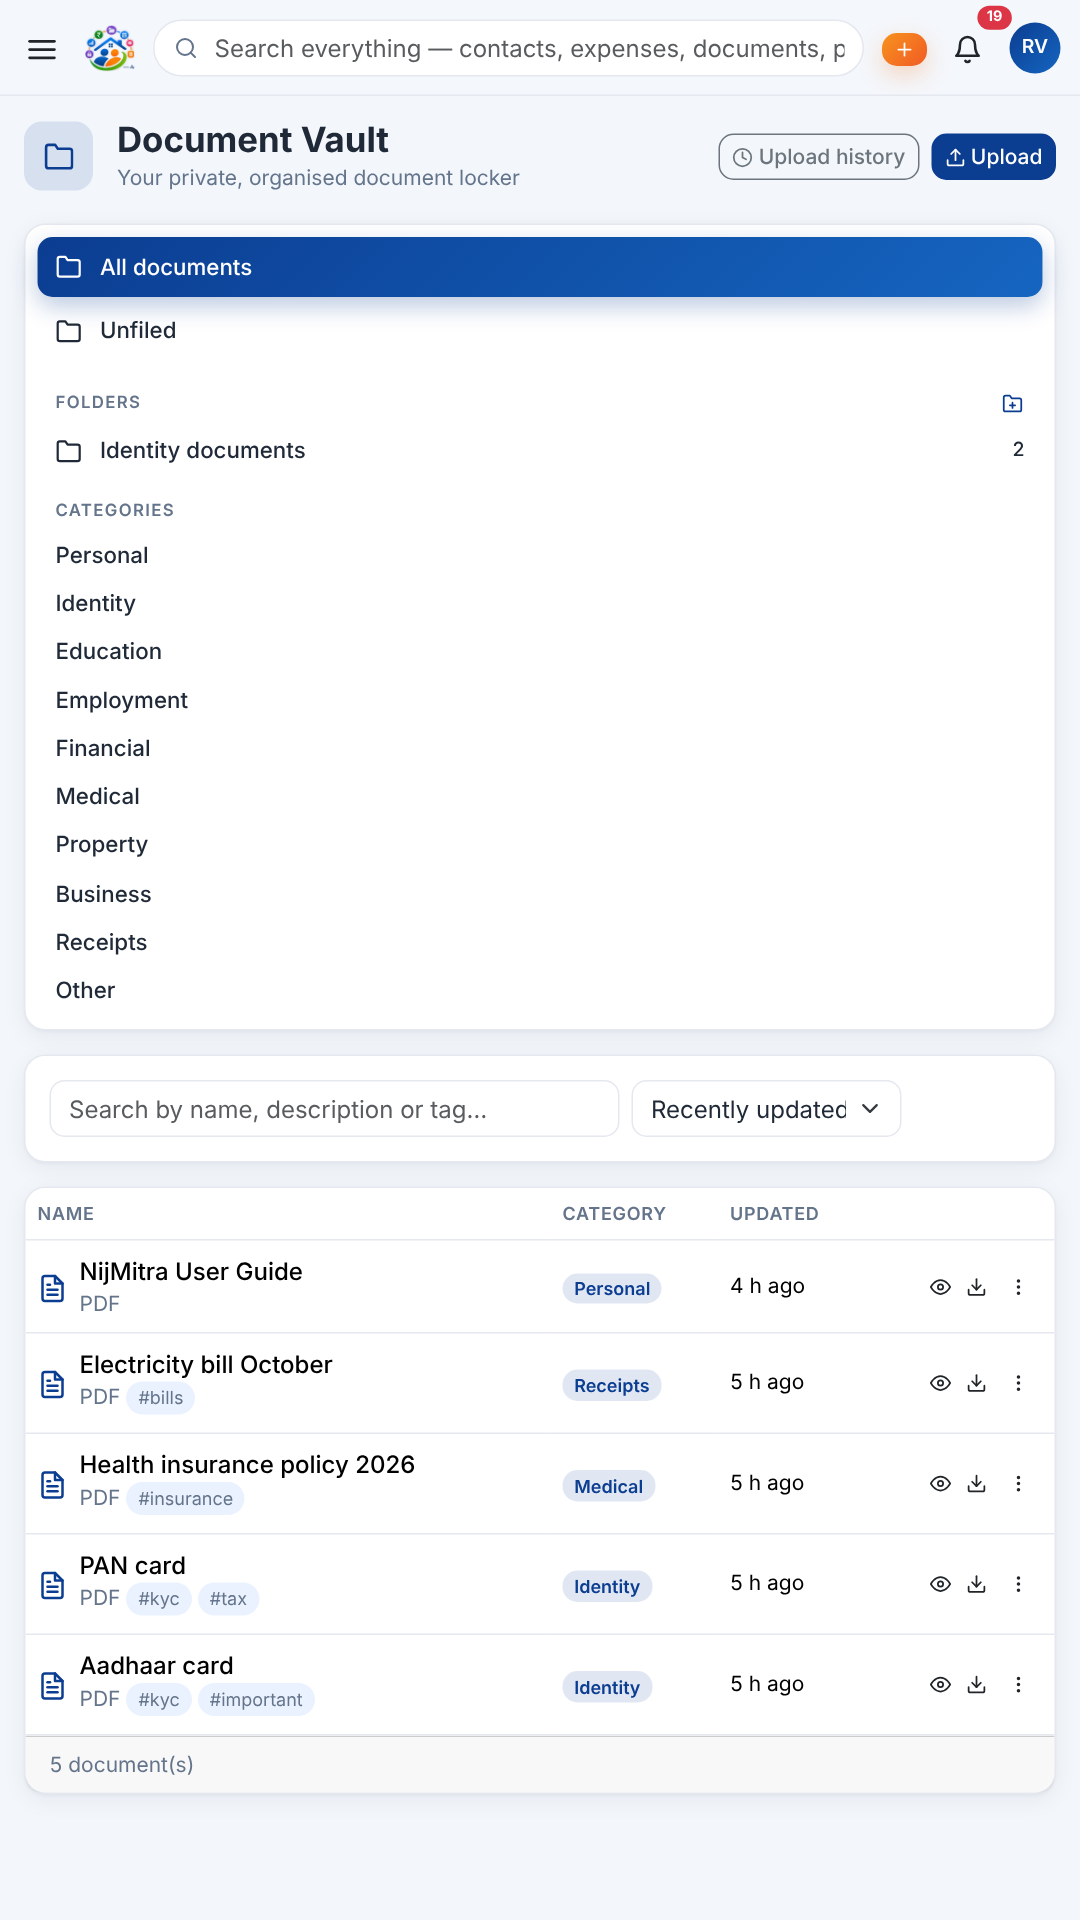 Search everything — contacts, expenses, documents, p
19
RV
Document Vault
Your private, organised document locker
Upload history
Upload
All documents
Unfiled
FOLDERS
Identity documents 2
CATEGORIES
Personal
Identity
Education
Employment
Financial
Medical
Property
Business
Receipts
Other
Search by name, description or tag...
Recently updated
NAME CATEGORY UPDATED
NijMitra User Guide
PDF
Personal
4 h ago
Electricity bill October
PDF #bills
Receipts
5 h ago
Health insurance policy 2026
PDF #insurance
Medical
5 h ago
PAN card
PDF #kyc #tax
Identity
5 h ago
Aadhaar card
PDF #kyc #important
Identity
5 h ago
5 document(s)